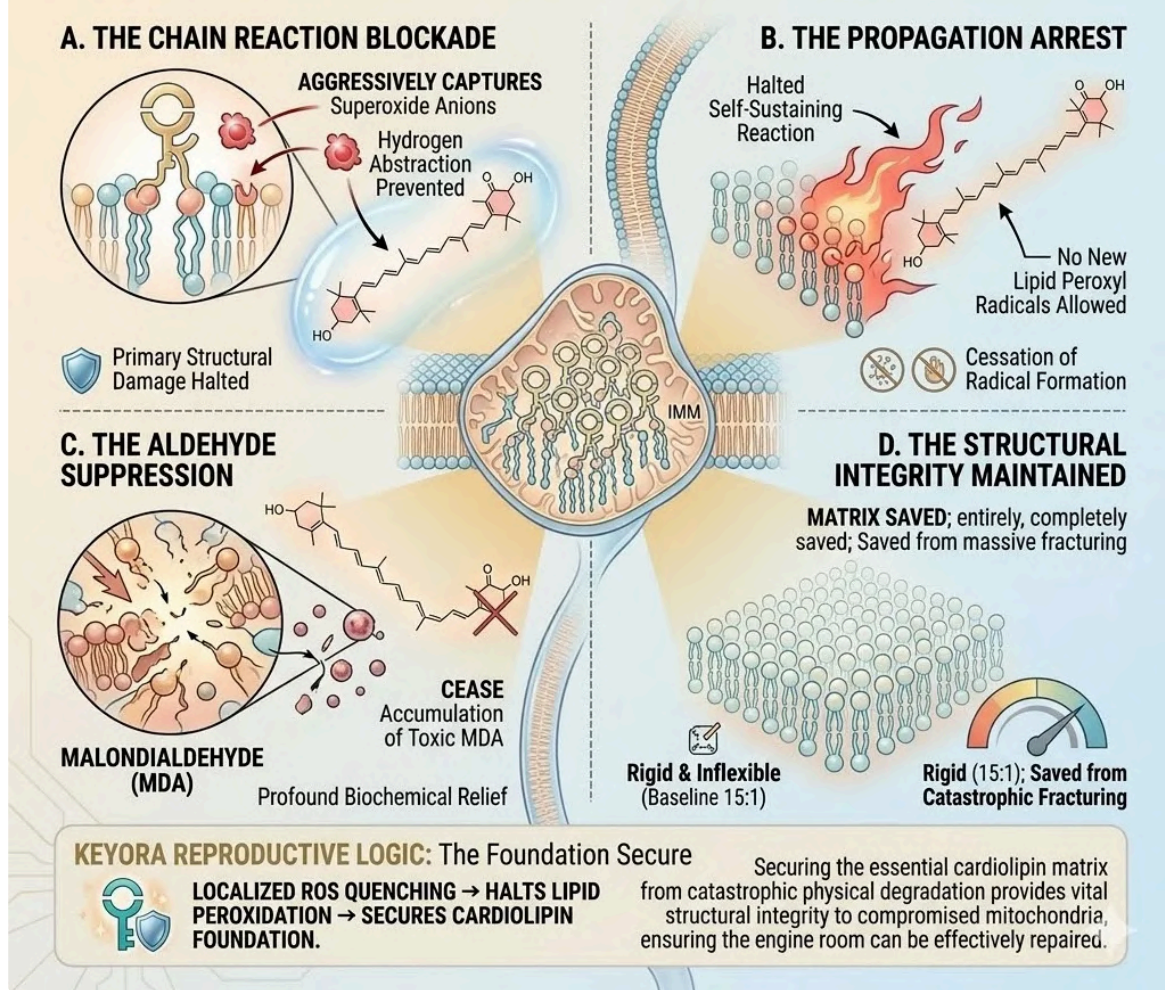 A. THE CHAIN REACTION BLOCKADE
AGGRESSIVELY CAPTURES
Superoxide Anions
Hydrogen
Abstraction
Prevented
O
OH
HO
Primary Structural
Damage Halted
B. THE PROPAGATION ARREST
Halted
Self-Sustaining
Reaction
O
OH
HO
No New
Lipid Peroxyl
Radicals Allowed
Cessation of
Radical Formation
IMM
C. THE ALDEHYDE
SUPPRESSION
HO
O
OH
CEASE
Accumulation
of Toxic MDA
MALONDIALDEHYDE
(MDA)
Profound Biochemical Relief
D. THE STRUCTURAL
INTEGRITY MAINTAINED
MATRIX SAVED; entirely, completely
saved; Saved from massive fracturing
Rigid & Inflexible
(Baseline 15:1)
Rigid (15:1); Saved from
Catastrophic Fracturing
KEYORA REPRODUCTIVE LOGIC: The Foundation Secure
LOCALIZED ROS QUENCHING → HALTS LIPID
PEROXIDATION → SECURES CARDIOLIPIN
FOUNDATION.
Securing the essential cardiolipin matrix
from catastrophic physical degradation provides vital
structural integrity to compromised mitochondria,
ensuring the engine room can be effectively repaired.